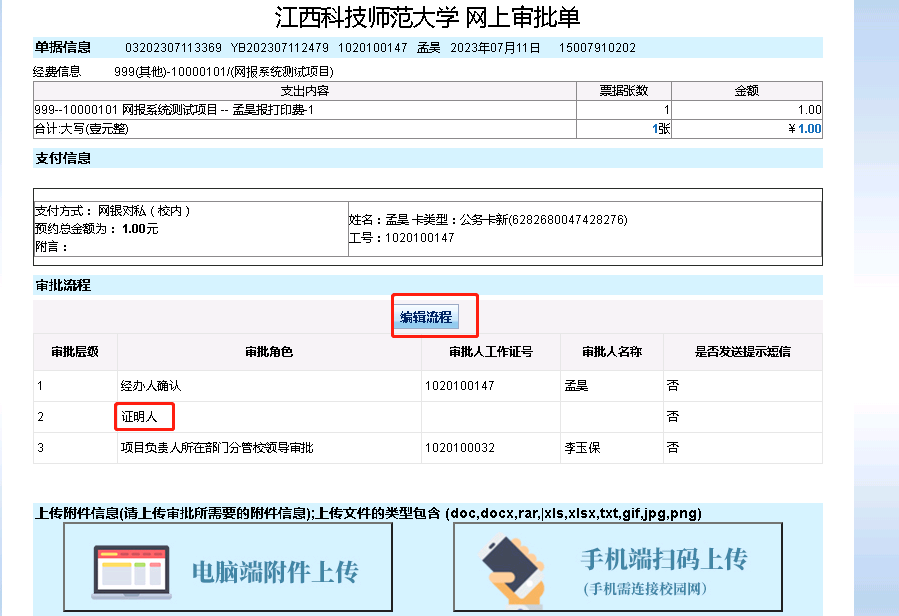 江西科技师范大学 网上审批单
单据信息 03202307113369 YB202307112479 1020100147 孟昊 2023年07月11日 15007910202
经费信息 999(其他)-10000101/(网报系统测试项目)
支出内容 票据张数 金额
999--10000101 网报系统测试项目 -- 孟昊报打印费-1 1 1.00
合计:大写(壹元整) 1张 ￥1.00
支付信息
支付方式：网银对私（校内） 
预约总金额为：1.00元
附言：
姓名：孟昊 卡类型：公务卡新(6282680047428276)
工号：1020100147
审批流程
编辑流程
审批层级 审批角色 审批人工作证号 审批人名称 是否发送提示短信
1 经办人确认 1020100147 孟昊 否
2 证明人 否
3 项目负责人所在部门分管校领导审批 1020100032 李玉保 否
上传附件信息(请上传审批所需要的附件信息);上传文件的类型包含 (doc,docx,rar,|xls,xlsx,txt,gif,jpg,png)
电脑端附件上传
手机端扫码上传
(手机需连接校园网)